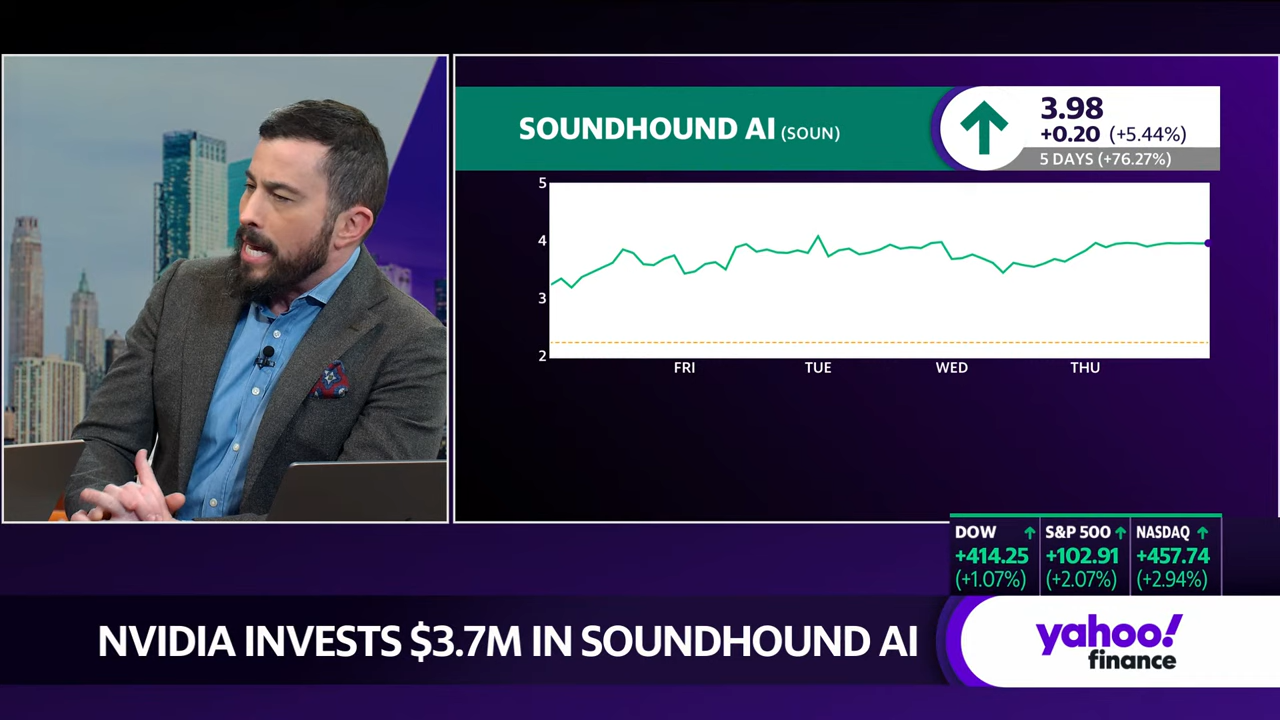 SOUNDHOUND AI (SOUN)
3.98
+0.20 (+5.44%)
5 DAYS (+76.27%)
5
4
3
2
FRI TUE WED THU
DOW S&P 500 NASDAQ
+414.25 +102.91 +457.74
(+1.07%) (+2.07%) (+2.94%)
NVIDIA INVESTS $3.7M IN SOUNDHOUND AI
yahoo!
finance